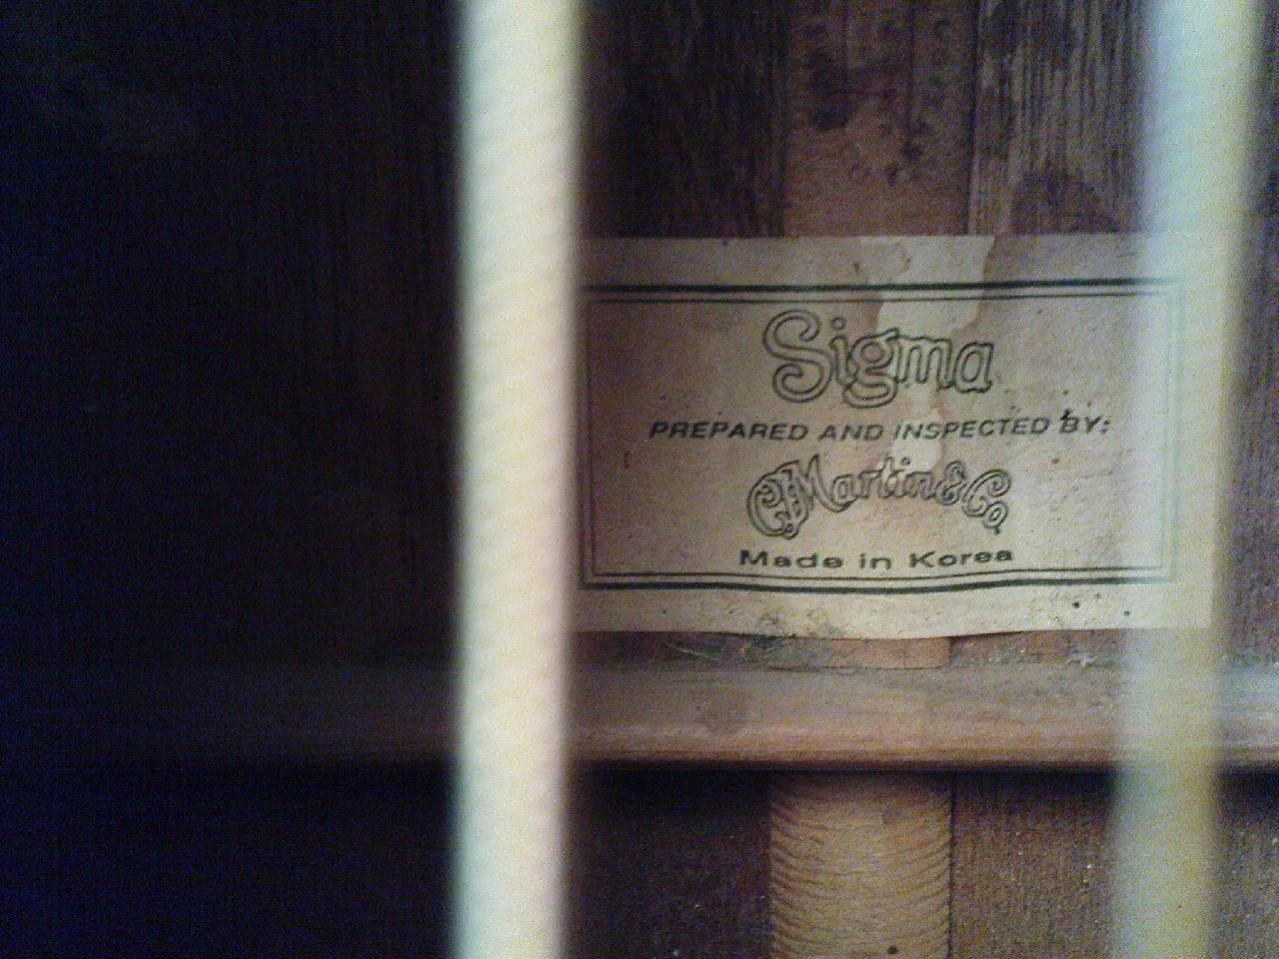 Sigma
PREPARED AND INSPECTED BY:
C.F. Martin & Co
Made in Korea